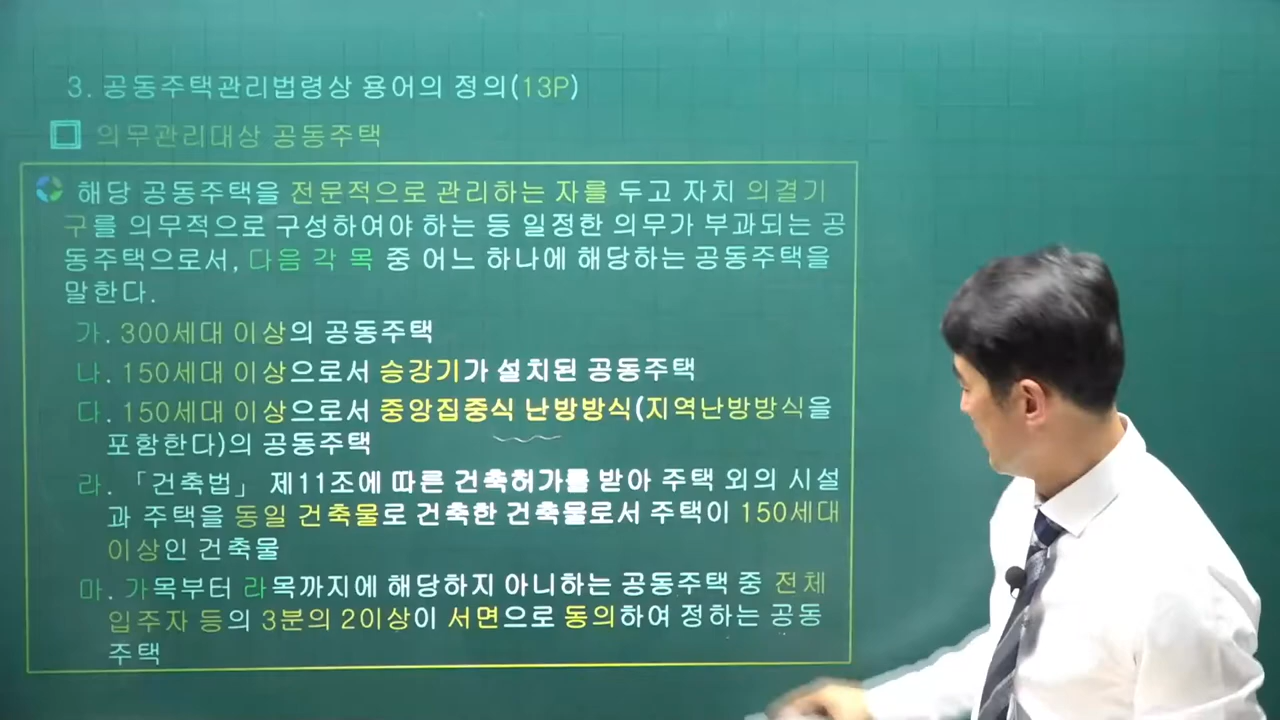 3. 공동주택관리법령상 용어의 정의(13P)
의무관리대상 공동주택
해당 공동주택을 전문적으로 관리하는 자를 두고 자치 의결기
구를 의무적으로 구성하여야 하는 등 일정한 의무가 부과되는 공
동주택으로서, 다음 각 목 중 어느 하나에 해당하는 공동주택을
말한다.
가. 300세대 이상의 공동주택
나. 150세대 이상으로서 승강기가 설치된 공동주택
다. 150세대 이상으로서 중앙집중식 난방방식(지역난방방식을
포함한다)의 공동주택
라. 「건축법」 제11조에 따른 건축허가를 받아 주택 외의 시설
과 주택을 동일 건축물로 건축한 건축물로서 주택이 150세대
이상인 건축물
마. 가목부터 라목까지에 해당하지 아니하는 공동주택 중 전체
입주자 등의 3분의 2이상이 서면으로 동의하여 정하는 공동
주택